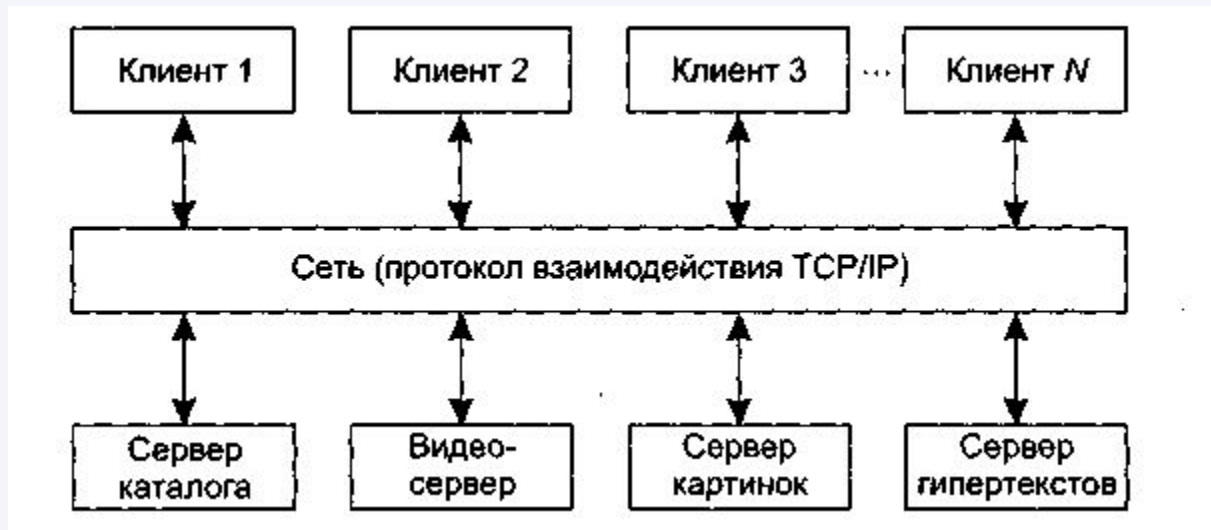 Клиент 1
Клиент 2
Клиент 3
...
Клиент N
Сеть (протокол взаимодействия TCP/IP)
Сервер
каталога
Видео-
сервер
Сервер
картинок
Сервер
гипертекстов